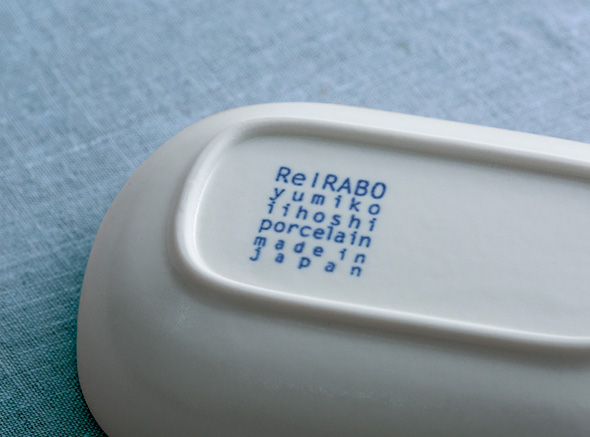 ReIRABO
yumiko
iihoshi
porcelain
made in
japan